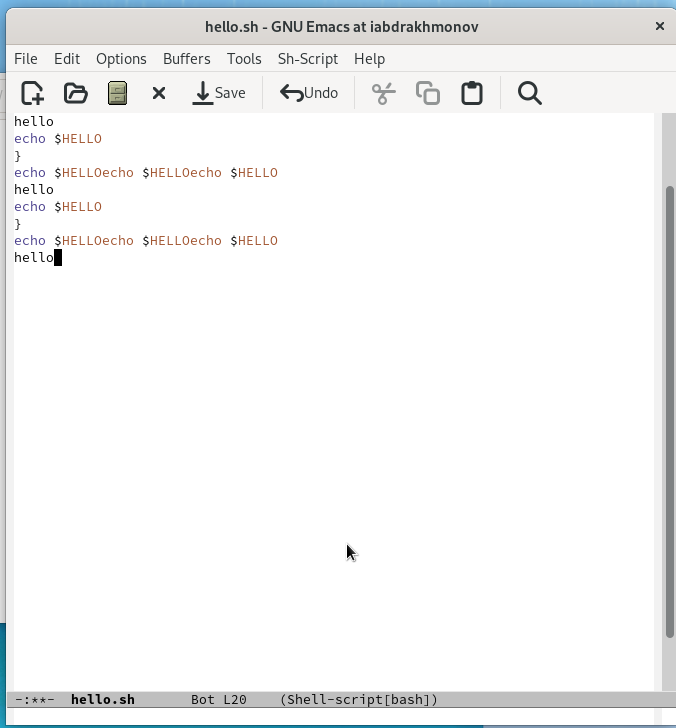 hello.sh - GNU Emacs at iabdrakhmonov
File Edit Options Buffers Tools Sh-Script Help
Save Undo
hello
echo $HELLO
}
echo $HELLOecho $HELLOecho $HELLO
hello
echo $HELLO
}
echo $HELLOecho $HELLOecho $HELLO
hello
-:**- hello.sh Bot L20 (Shell-script[bash])